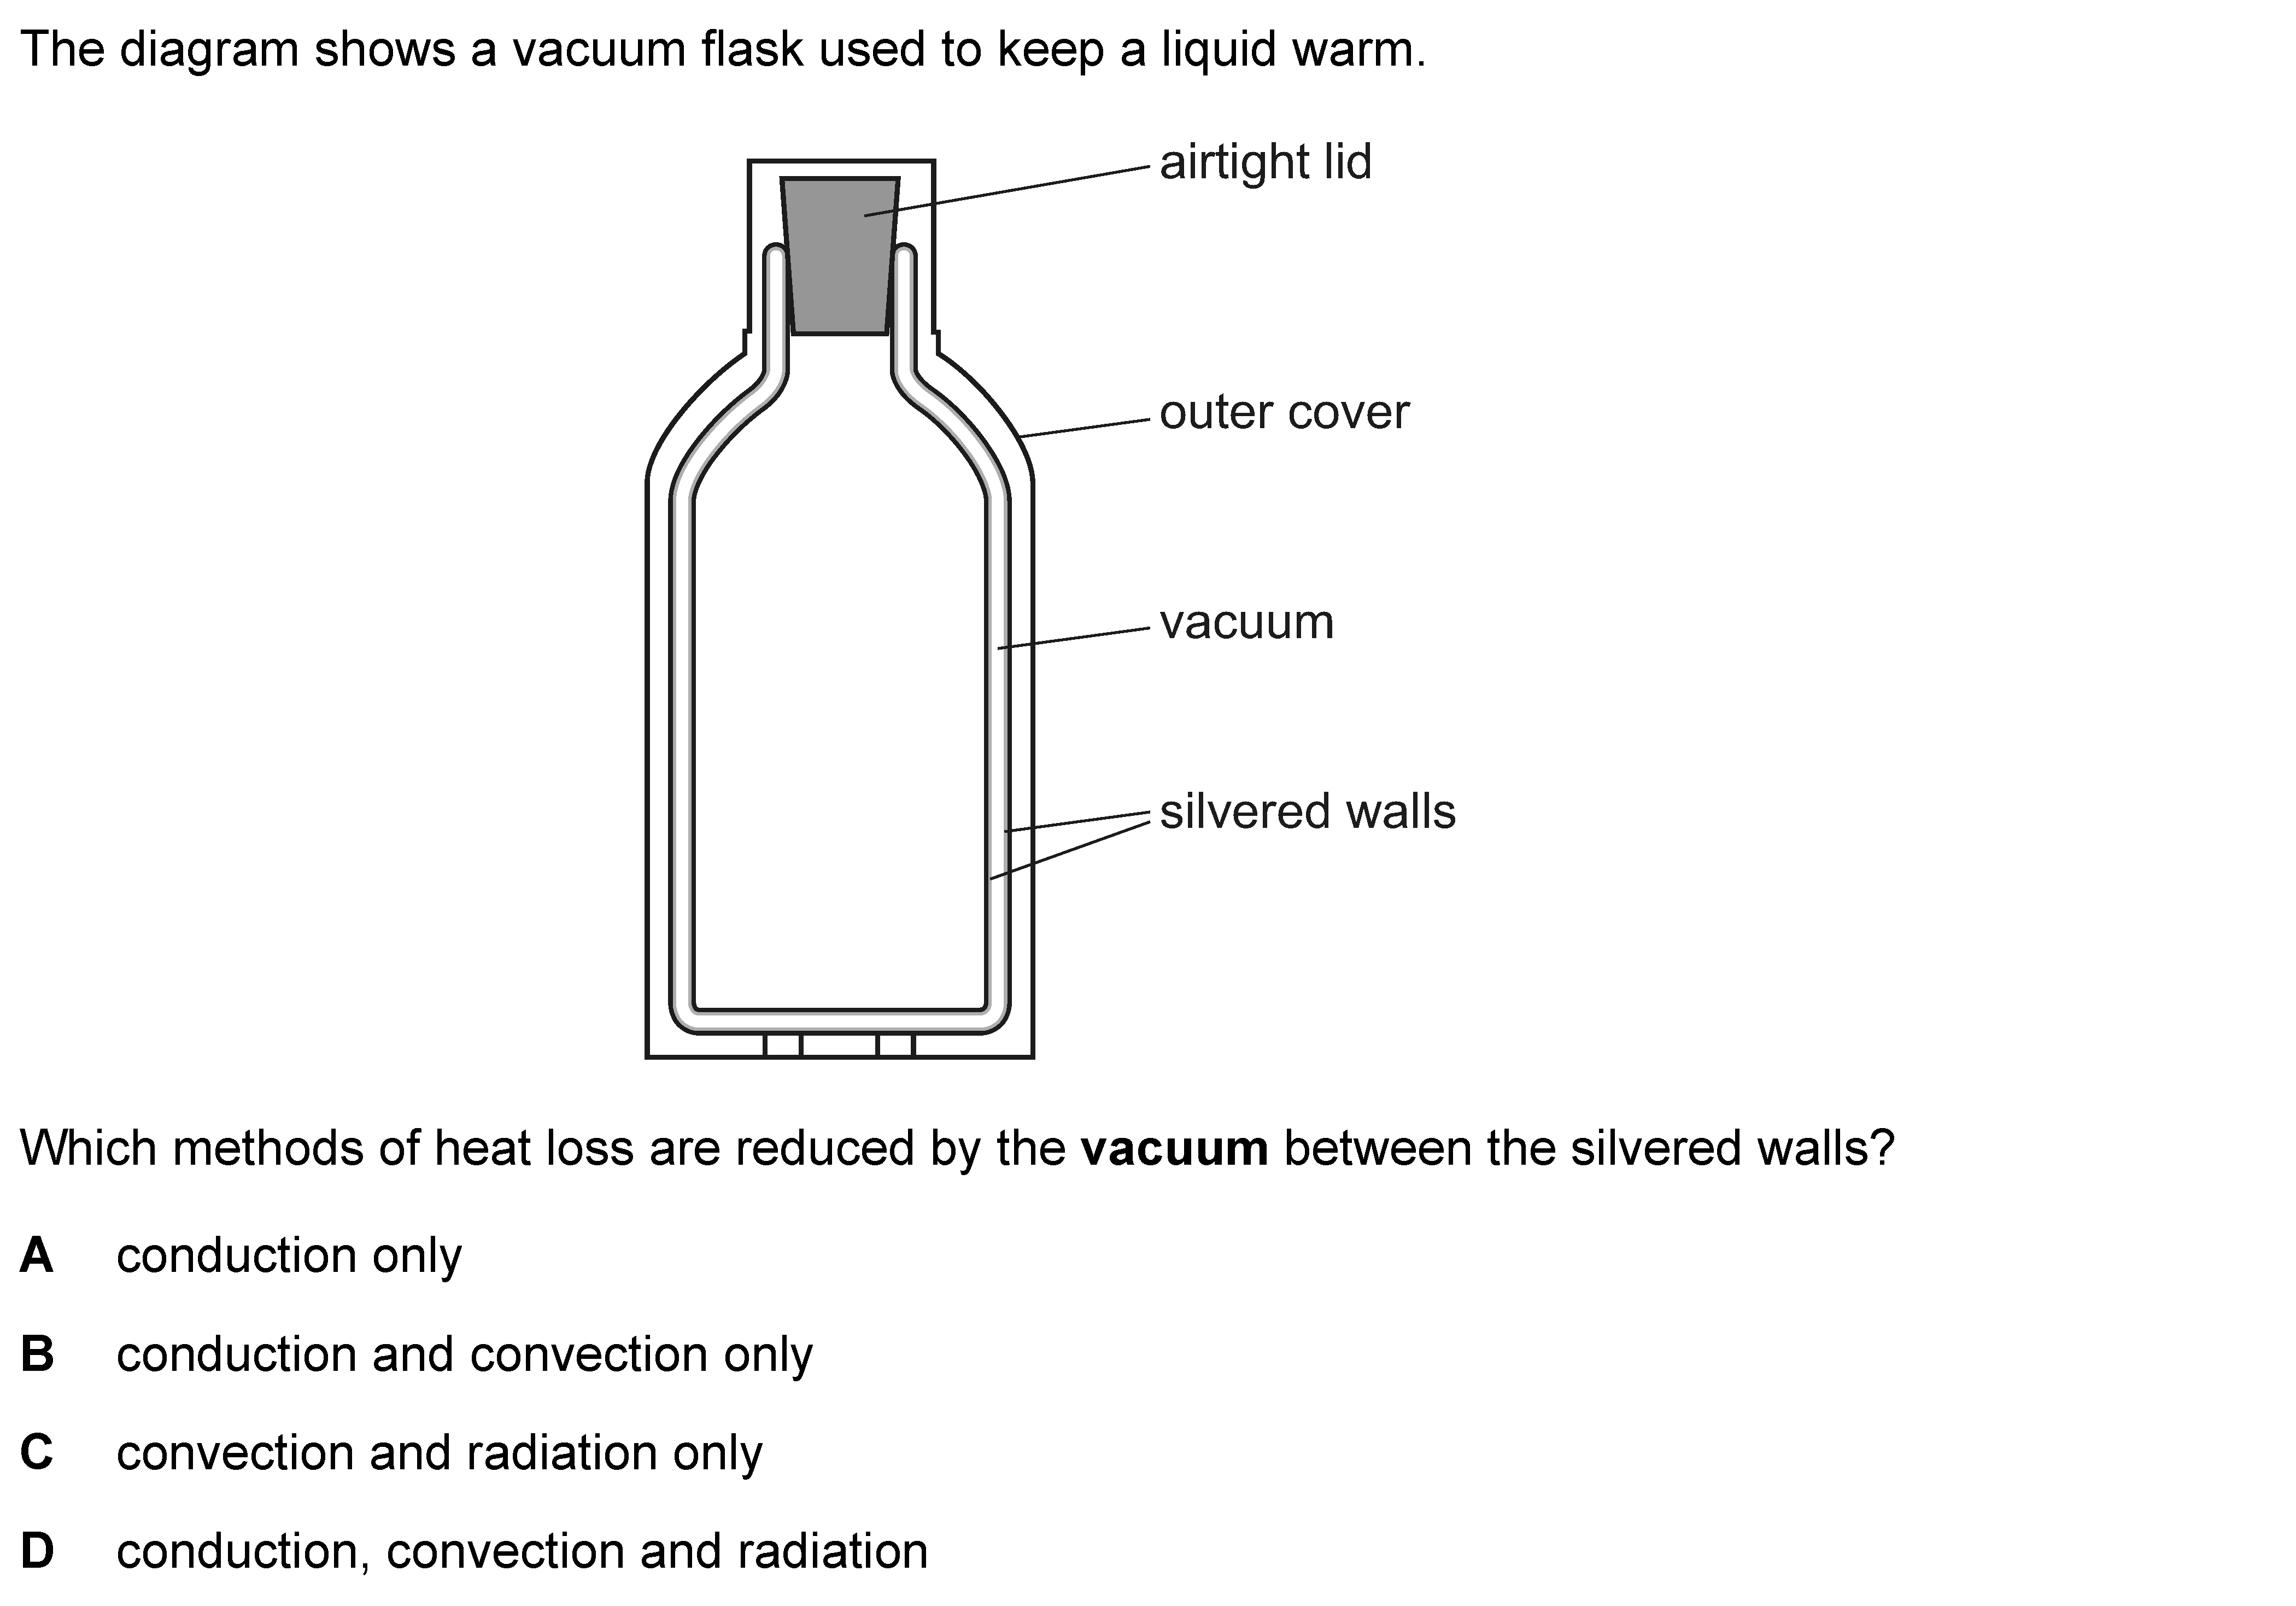 The diagram shows a vacuum flask used to keep a liquid warm.
airtight lid
outer cover
vacuum
silvered walls
Which methods of heat loss are reduced by the vacuum between the silvered walls?
A conduction only
B conduction and convection only
C convection and radiation only
D conduction, convection and radiation